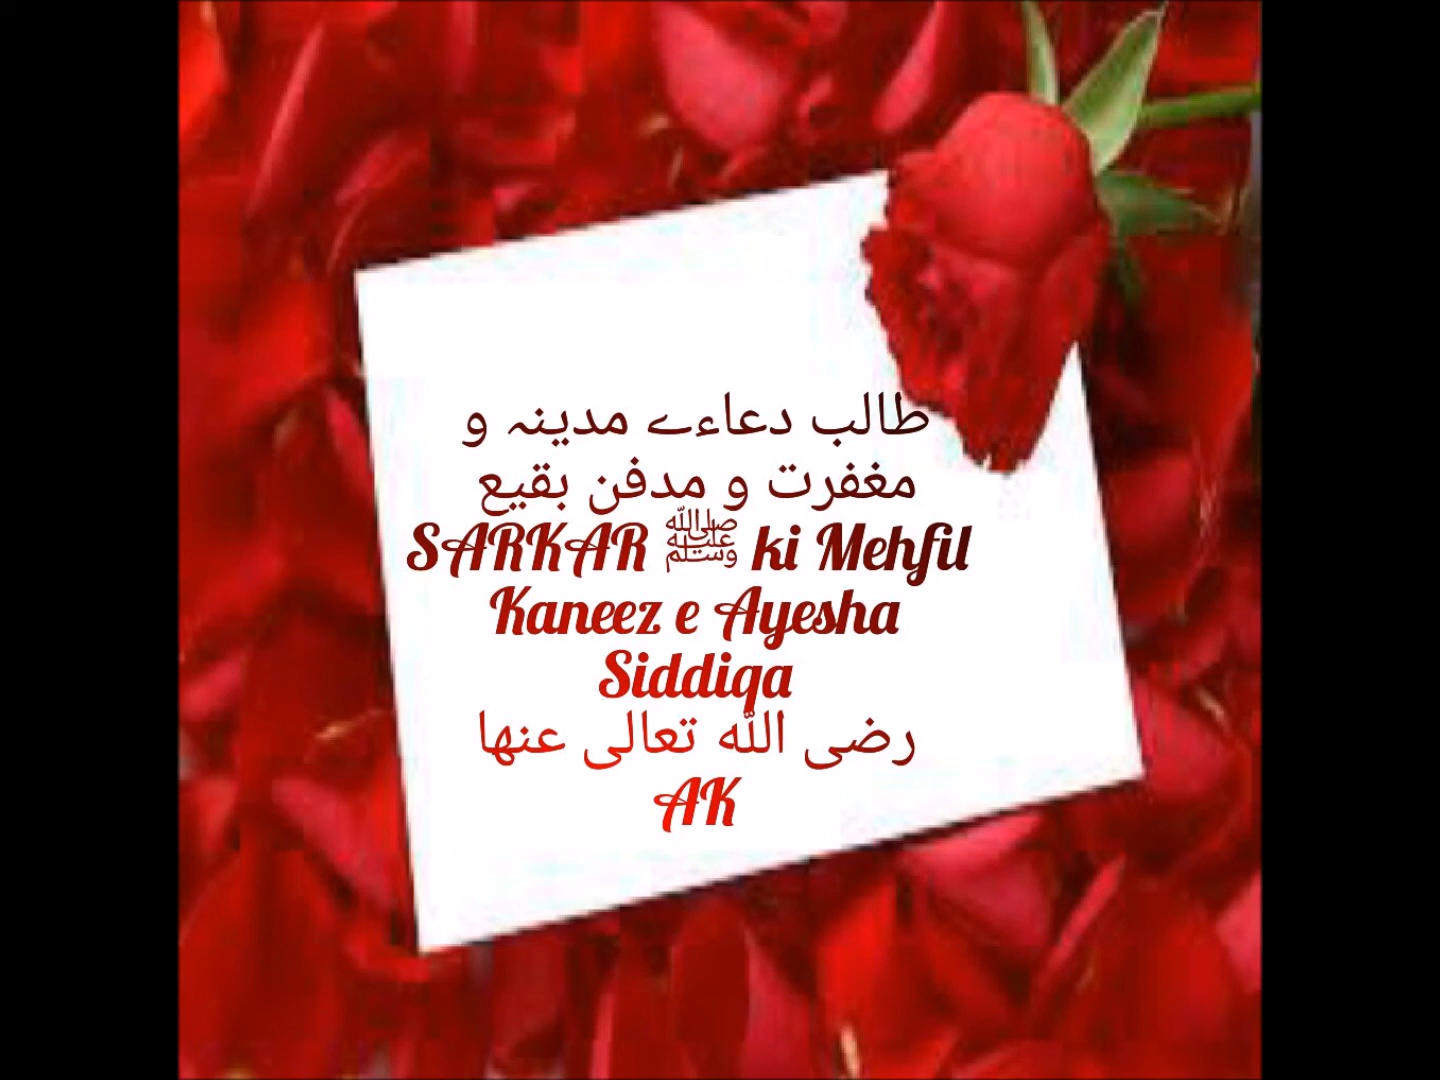 طالب دعاءے مدینہ و
مغفرت و مدفن بقیع
SARKAR ﷺ ki Mehfil
Kaneez e Ayesha
Siddiqa
رضی اللہ تعالی عنھا
AK